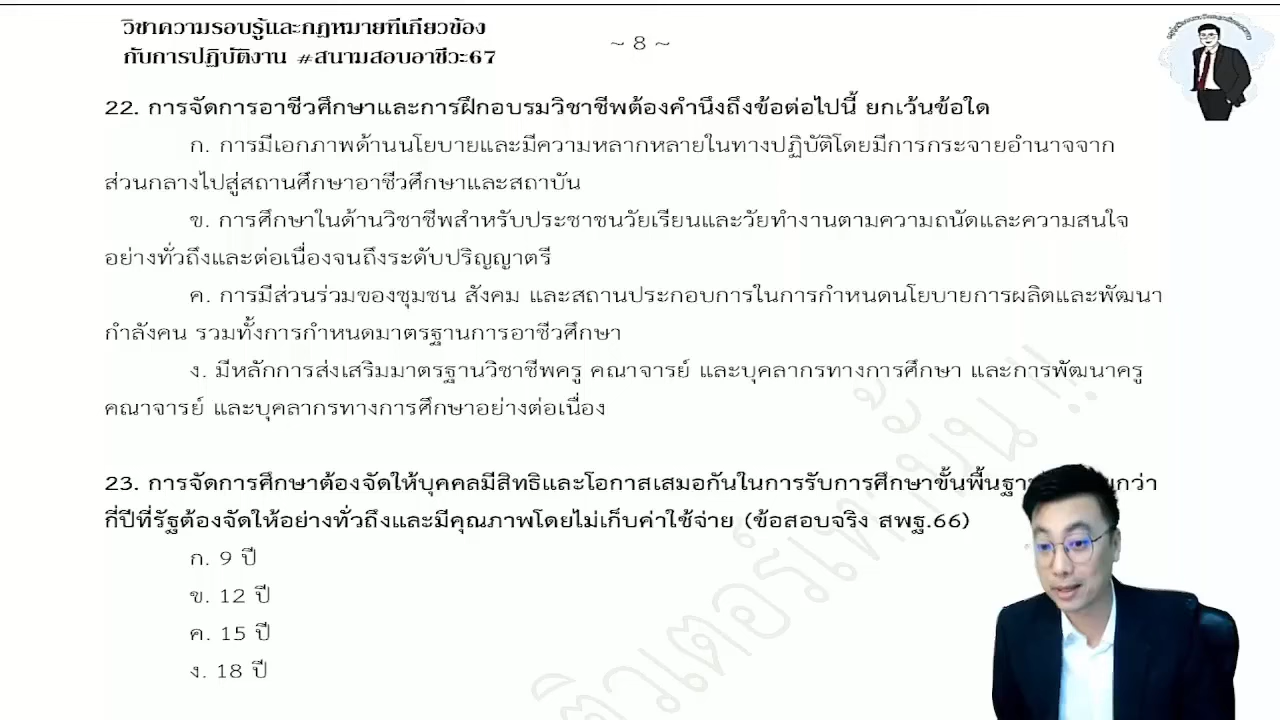 วิชาความรอบรู้และกฎหมายที่เกี่ยวข้อง
กับการปฏิบัติงาน #สนามสอบอาชีวะ67
~ 8 ~
22. การจัดการอาชีวศึกษาและการฝึกอบรมวิชาชีพต้องคำนึงถึงข้อต่อไปนี้ ยกเว้นข้อใด
ก. การมีเอกภาพด้านนโยบายและมีความหลากหลายในทางปฏิบัติโดยมีการกระจายอำนาจจาก
ส่วนกลางไปสู่สถานศึกษาอาชีวศึกษาและสถาบัน
ข. การศึกษาในด้านวิชาชีพสำหรับประชาชนวัยเรียนและวัยทำงานตามความถนัดและความสนใจ
อย่างทั่วถึงและต่อเนื่องจนถึงระดับปริญญาตรี
ค. การมีส่วนร่วมของชุมชน สังคม และสถานประกอบการในการกำหนดนโยบายการผลิตและพัฒนา
กำลังคน รวมทั้งการกำหนดมาตรฐานการอาชีวศึกษา
ง. มีหลักการส่งเสริมมาตรฐานวิชาชีพครู คณาจารย์ และบุคลากรทางการศึกษา และการพัฒนาครู
คณาจารย์ และบุคลากรทางการศึกษาอย่างต่อเนื่อง
23. การจัดการศึกษาต้องจัดให้บุคคลมีสิทธิและโอกาสเสมอกันในการรับการศึกษาขั้นพื้นฐา
กี่ปีที่รัฐต้องจัดให้อย่างทั่วถึงและมีคุณภาพโดยไม่เก็บค่าใช้จ่าย (ข้อสอบจริง สพฐ.66)
ก. 9 ปี
ข. 12 ปี
ค. 15 ปี
ง. 18 ปี
ติวเตอร์เทาขั้น !!